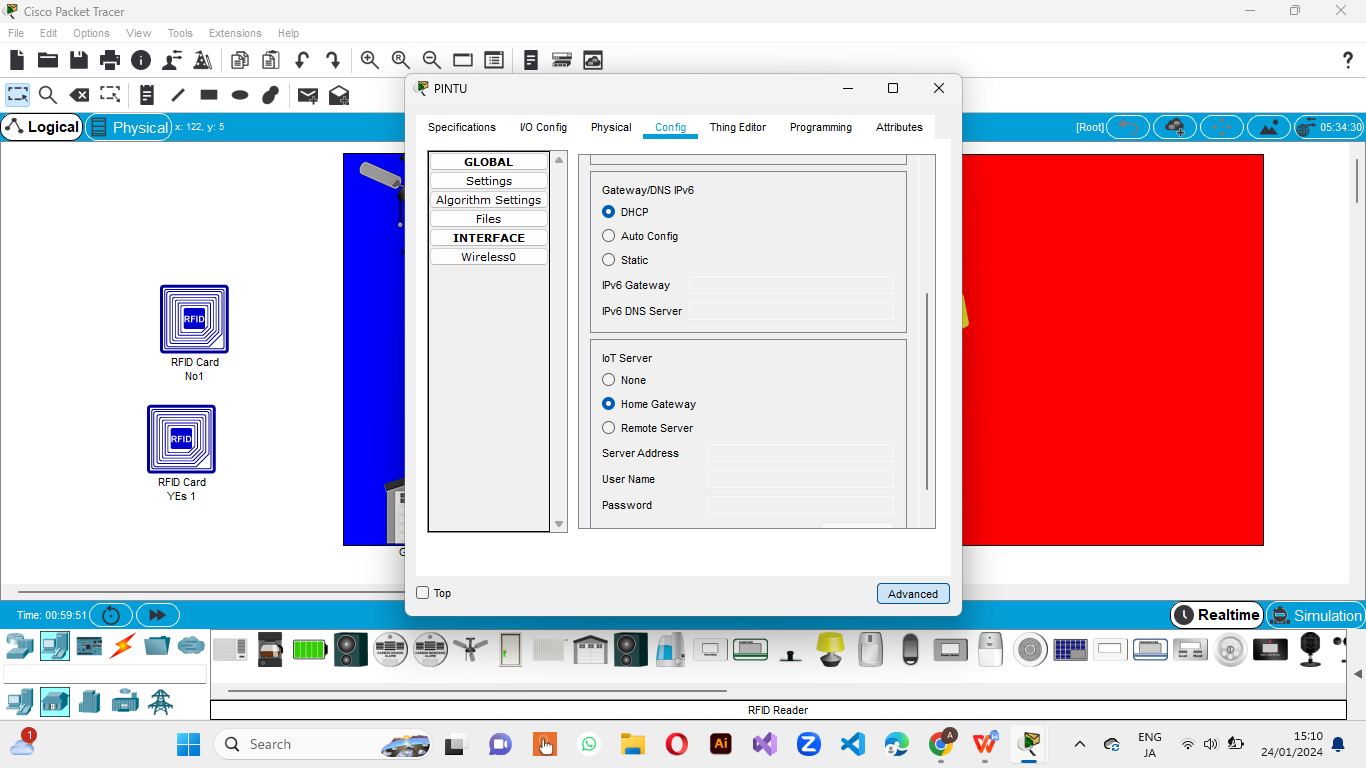 Cisco Packet Tracer
File Edit Options View Tools Extensions Help
PINTU
Logical Physical x: 122, y: 5
[Root] 05:34:30
Specifications I/O Config Physical Config Thing Editor Programming Attributes
GLOBAL
Settings
Algorithm Settings
Files
INTERFACE
Wireless0
Gateway/DNS IPv6
DHCP
Auto Config
Static
IPv6 Gateway
IPv6 DNS Server
IoT Server
None
Home Gateway
Remote Server
Server Address
User Name
Password
Top
Advanced
RFID
RFID Card
No1
RFID
RFID Card
YEs 1
G
Time: 00:59:51
Realtime Simulation
RFID Reader
1
Search
Ai
A
ENG
JA
15:10
24/01/2024